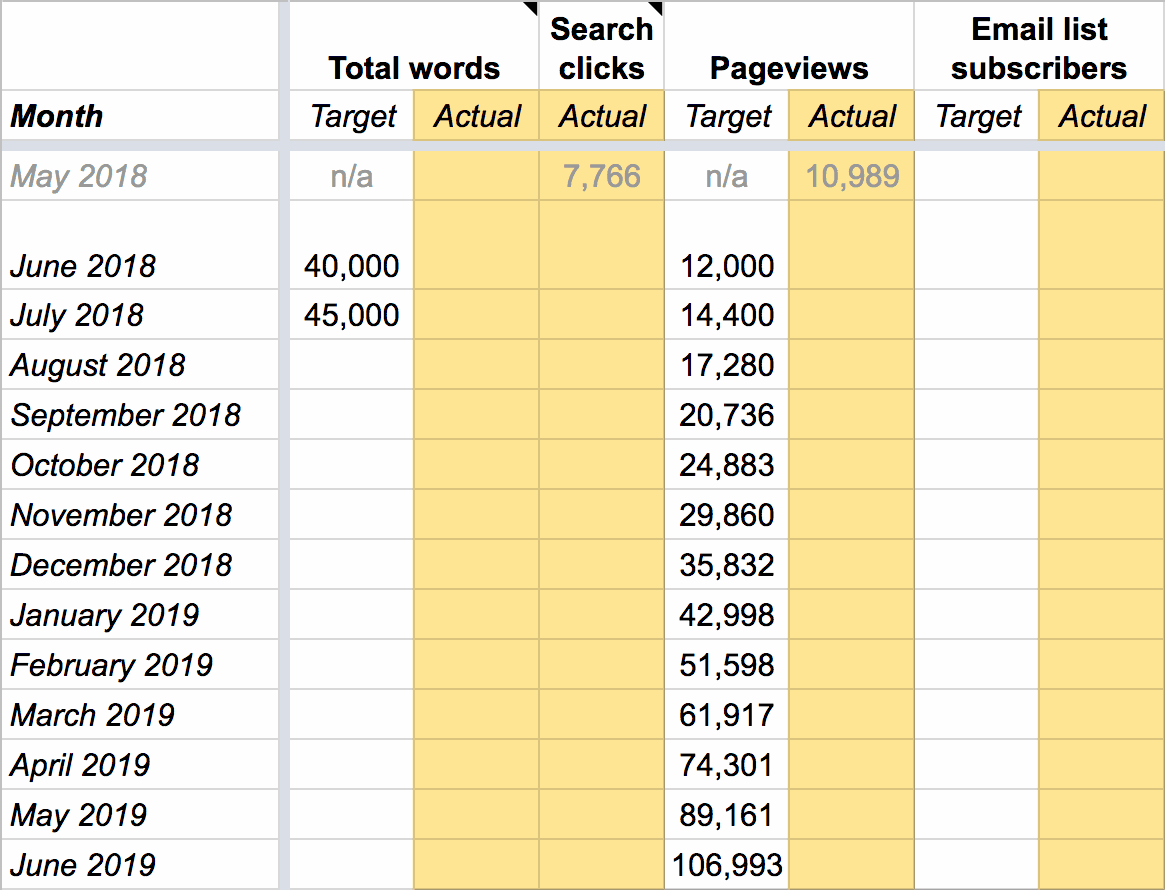 Search
Email list
Total words clicks Pageviews subscribers
Month Target Actual Actual Target Actual Target Actual
May 2018 n/a 7,766 n/a 10,989
June 2018 40,000 12,000
July 2018 45,000 14,400
August 2018 17,280
September 2018 20,736
October 2018 24,883
November 2018 29,860
December 2018 35,832
January 2019 42,998
February 2019 51,598
March 2019 61,917
April 2019 74,301
May 2019 89,161
June 2019 106,993